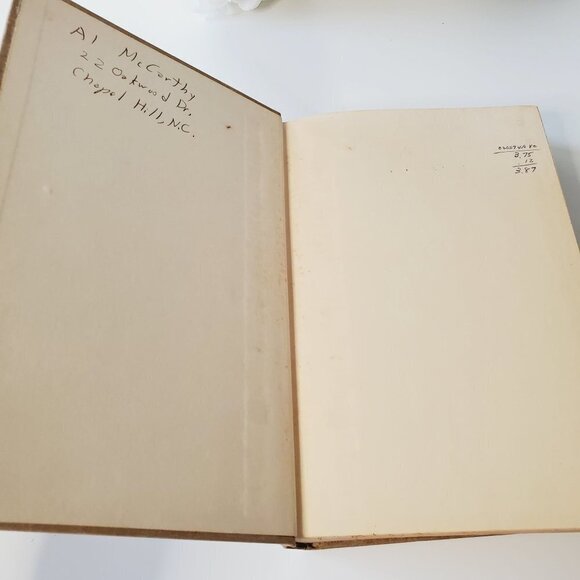 Al McCarthy
22 Oakwood Dr.
Chapel Hill, N.C.
3.75
.12
3.87